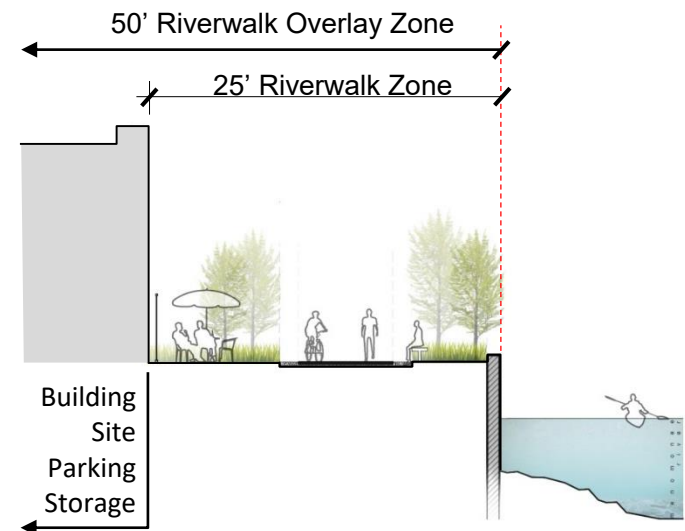 50’ Riverwalk Overlay Zone
25’ Riverwalk Zone
Building
Site
Parking
Storage